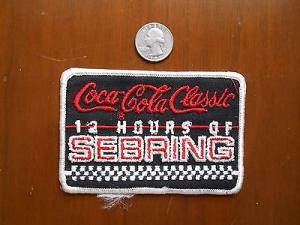 Coca-Cola Classic
12 HOURS OF
SEBRING